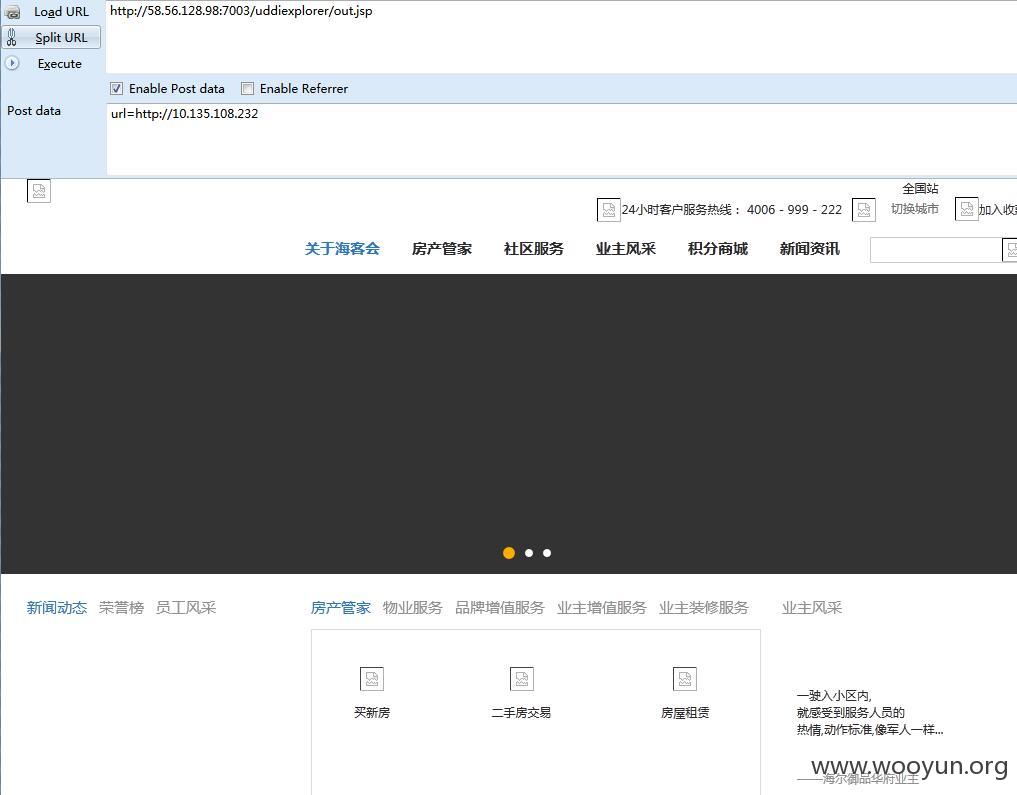 Load URL
http://58.56.128.98:7003/uddiexplorer/out.jsp
Split URL
Execute
Enable Post data Enable Referrer
Post data
url=http://10.135.108.232
全国站
24小时客户服务热线： 4006 - 999 - 222 切换城市 加入收
关于海客会 房产管家 社区服务 业主风采 积分商城 新闻资讯
新闻动态 荣誉榜 员工风采 房产管家 物业服务 品牌增值服务 业主增值服务 业主装修服务 业主风采
买新房 二手房交易 房屋租赁
一驶入小区内,
就感受到服务人员的
热情,动作标准,像军人一样...
www.wooyun.org
——海尔御品华府业主